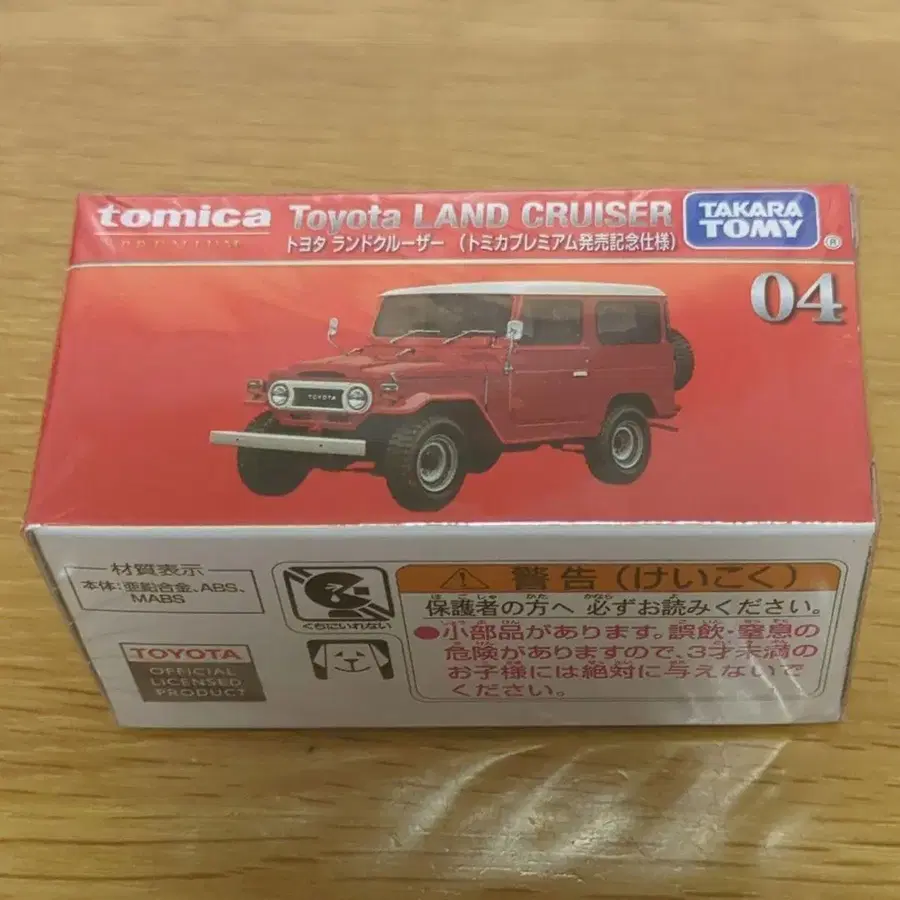 tomica Toyota LAND CRUISER TAKARA TOMY ®
PREMIUM トヨタ ランドクルーザー (トミカプレミアム発売記念仕様)
04
TOYOTA
材質表示
本体:亜鉛合金、ABS、
MABS
くちにいれない
TOYOTA
OFFICIAL
LICENSED
PRODUCT
警告(けいこく)
保護者の方へ 必ずお読みください。
●小部品があります。誤飲・窒息の
危険がありますので、3才未満の
お子様には絶対に与えないで
ください。